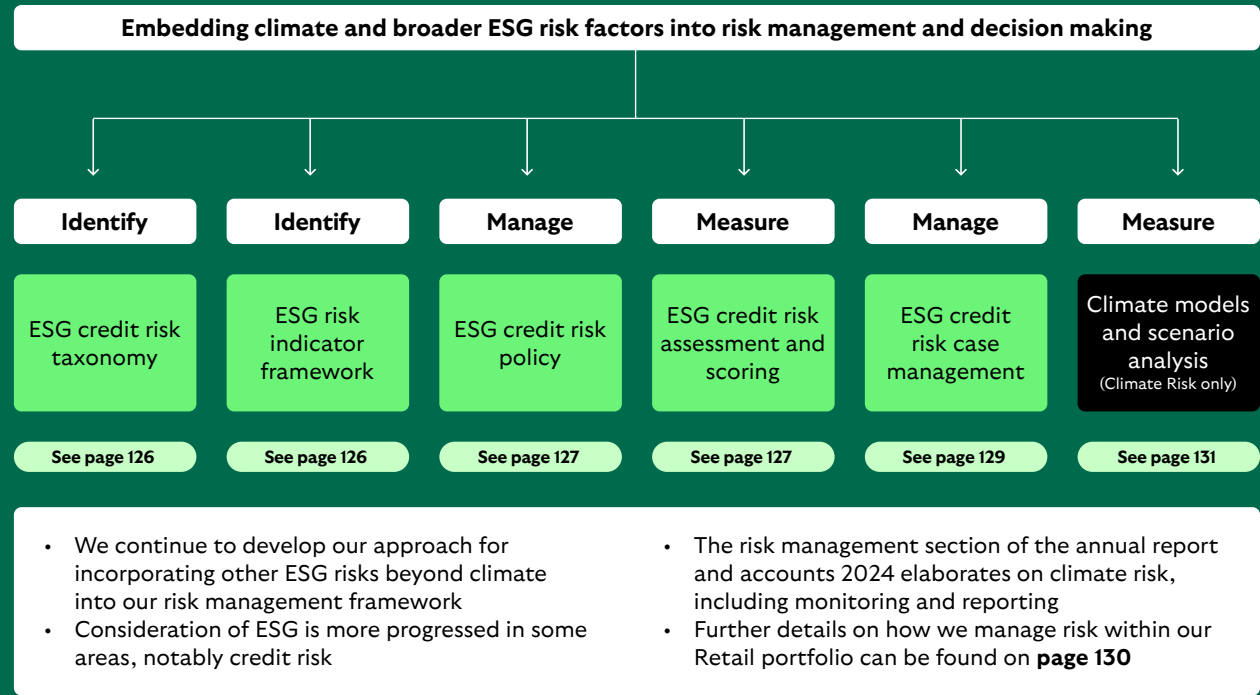 Embedding climate and broader ESG risk factors into risk management and decision making
Identify
Identify
Manage
Measure
Manage
Measure
ESG credit risk
taxonomy
ESG risk
indicator
framework
ESG credit risk
policy
ESG credit risk
assessment and
scoring
ESG credit
risk case
management
Climate models
and scenario
analysis
(Climate Risk only)
See page 126
See page 126
See page 127
See page 127
See page 129
See page 131
• We continue to develop our approach for
incorporating other ESG risks beyond climate
into our risk management framework
• Consideration of ESG is more progressed in some
areas, notably credit risk
• The risk management section of the annual report
and accounts 2024 elaborates on climate risk,
including monitoring and reporting
• Further details on how we manage risk within our
Retail portfolio can be found on page 130